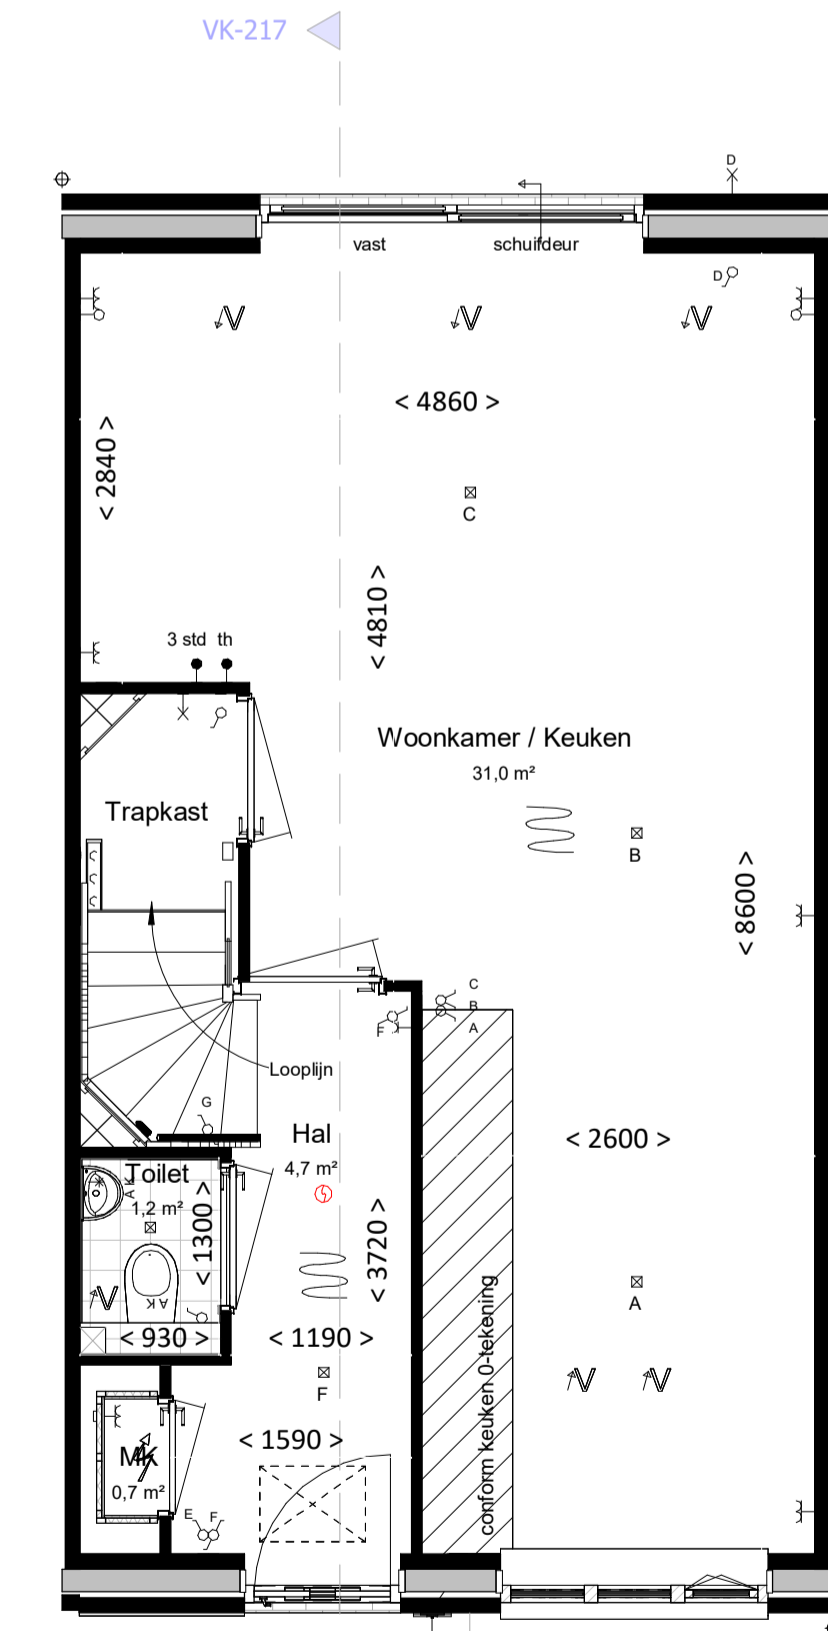 VK-217
D
vast
schuifdeur
D
V
V
V
< 4860 >
< 2840 >
C
< 4810 >
3 std
th
Woonkamer / Keuken
31,0 m²
Trapkast
B
< 8600 >
C
B
A
F
Looplijn
G
Hal
4,7 m²
< 2600 >
Toilet
1,2 m²
AK
< 1300 >
< 3720 >
AK
V
A
< 930 >
< 1190 >
F
V
V
conform keuken 0-tekening
< 1590 >
MK
0,7 m²
E
F